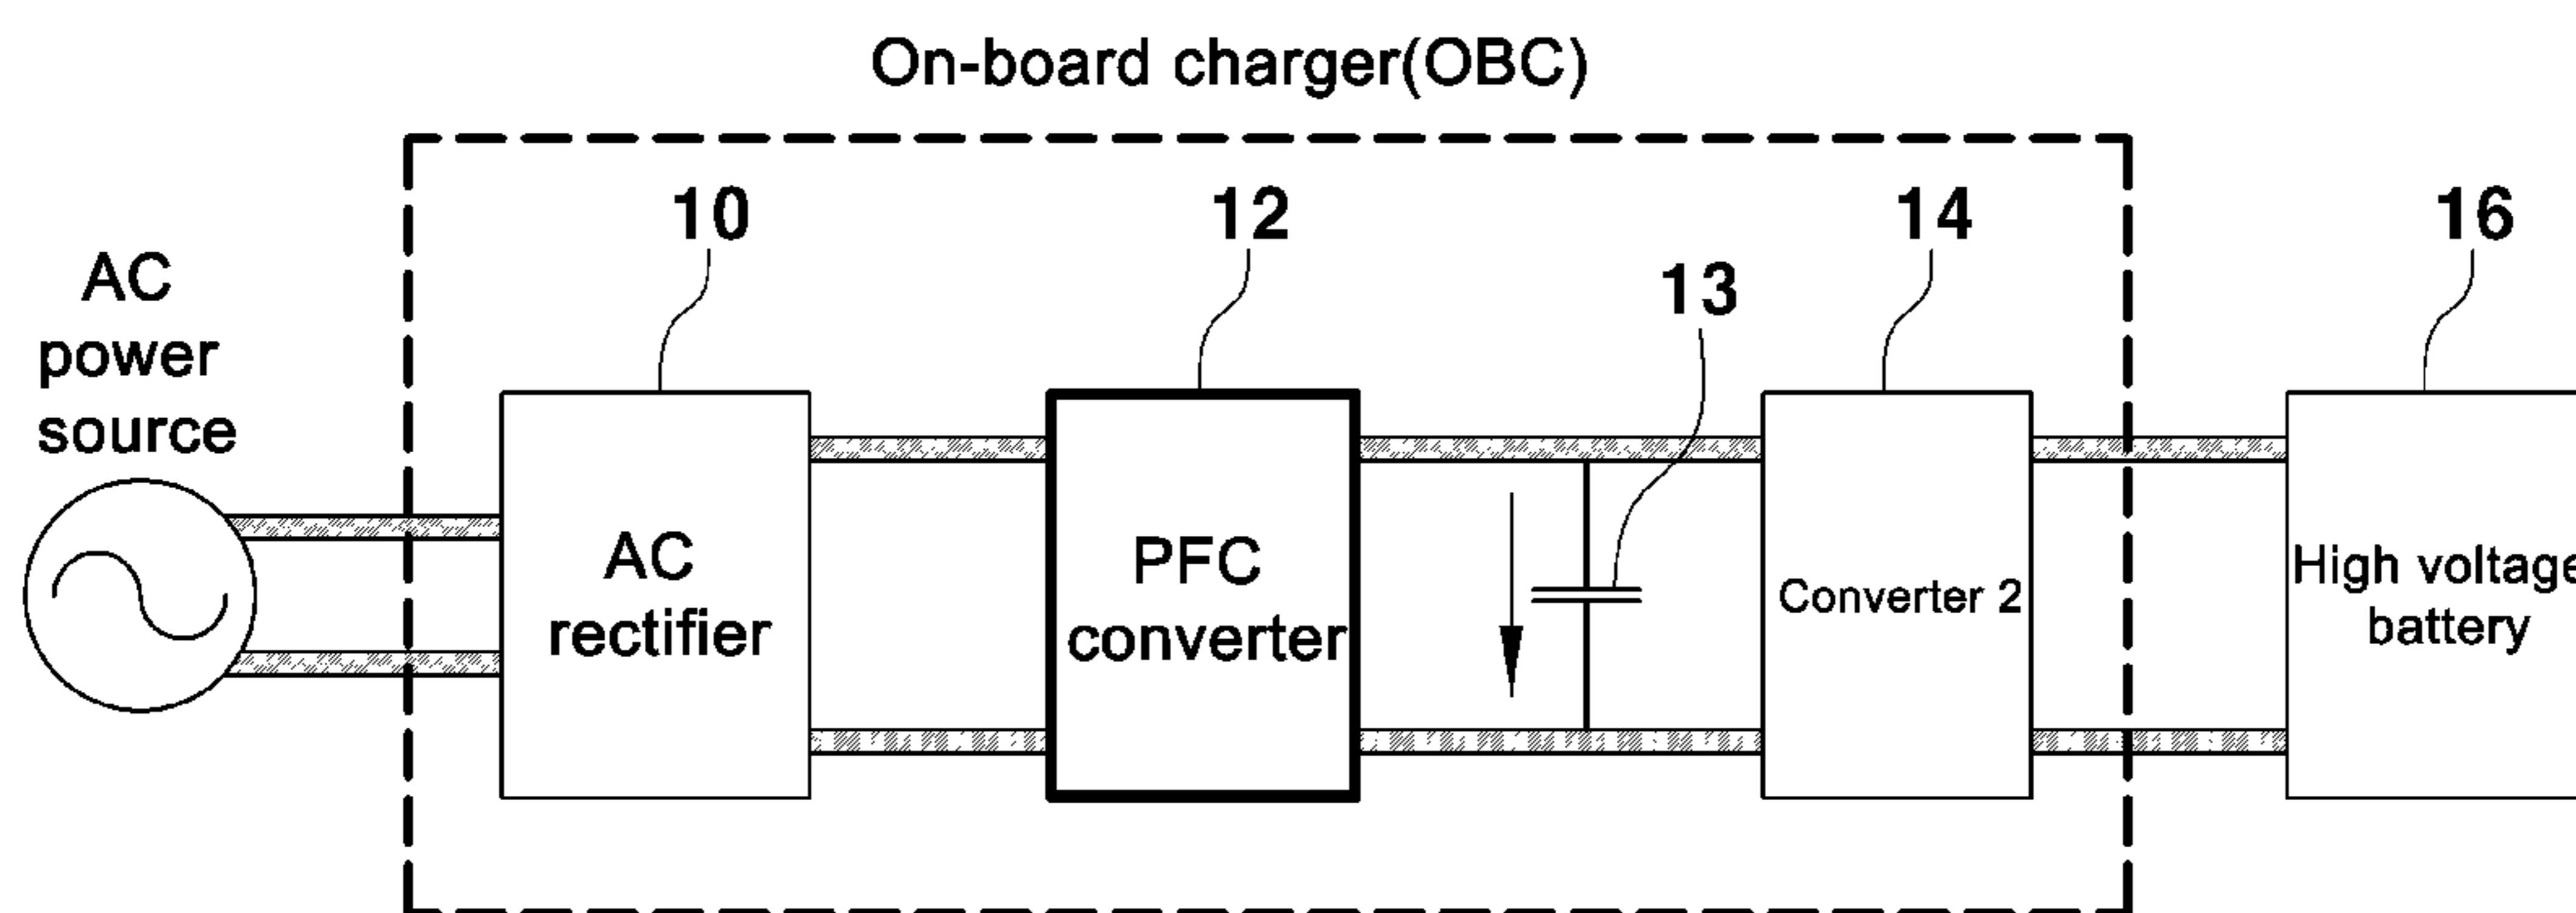 On-board charger(OBC)
10
12
13
14
16
AC
power
source
AC
rectifier
PFC
converter
Converter 2
High voltage
battery